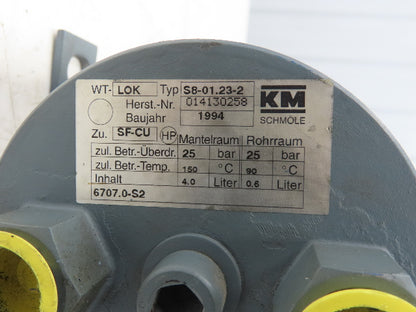 WT- LOK Typ S8-01.23-2
Herst.-Nr. 014130258
Baujahr 1994
KM
SCHMÖLE
Zu. SF-CU HP Mantelraum Rohrraum
zul. Betr.-Überdr. 25 bar 25 bar
zul. Betr.-Temp. 150 °C 90 °C
Inhalt 4.0 Liter 0.6 Liter
6707.0-S2